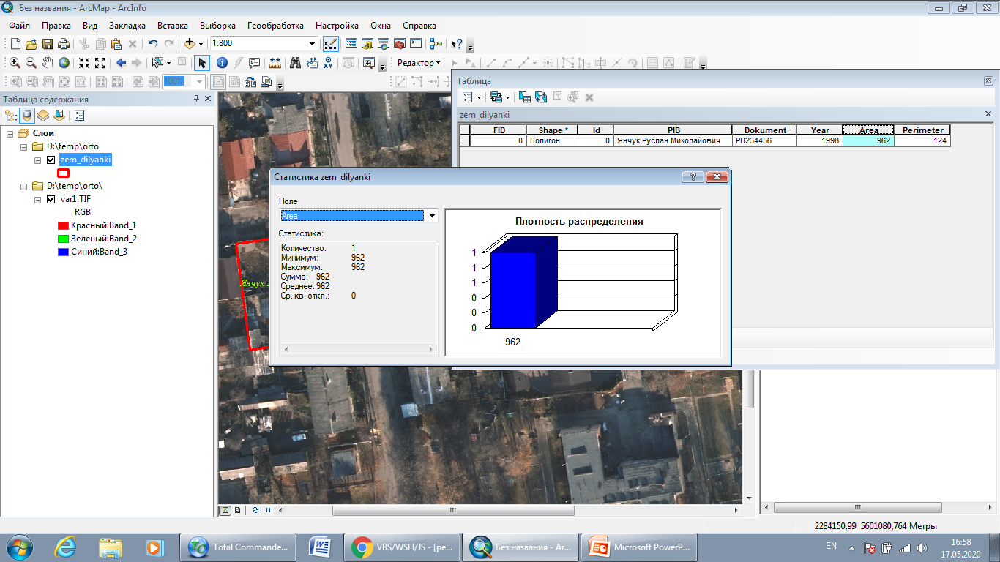 Без названия - ArcMap - ArcInfo
Файл Правка Вид Закладка Вставка Выборка Геообработка Настройка Окна Справка
1:800
Редактор
100%
Таблица содержания
Слои
D:\temp\orto
zem_dilyanki
D:\temp\orto\
var1.TIF
RGB
Красный:Band_1
Зеленый:Band_2
Синий:Band_3
Таблица
zem_dilyanki
FID Shape * Id PIB Dokument Year Area Perimeter
0 Полигон 0 Янчук Руслан Миколайович PB234456 1998 962 124
Янчук
Статистика zem_dilyanki
Поле
Area
Статистика:
Количество: 1
Минимум: 962
Максимум: 962
Сумма: 962
Среднее: 962
Ср. кв. откл.: 0
Плотность распределения
1
1
1
0
0
0
962
2284150,99 5601080,764 Метры
Total Commande...
VBS/WSH/JS - [ре...
Без названия - Ar...
Microsoft PowerP...
EN
16:58
17.05.2020